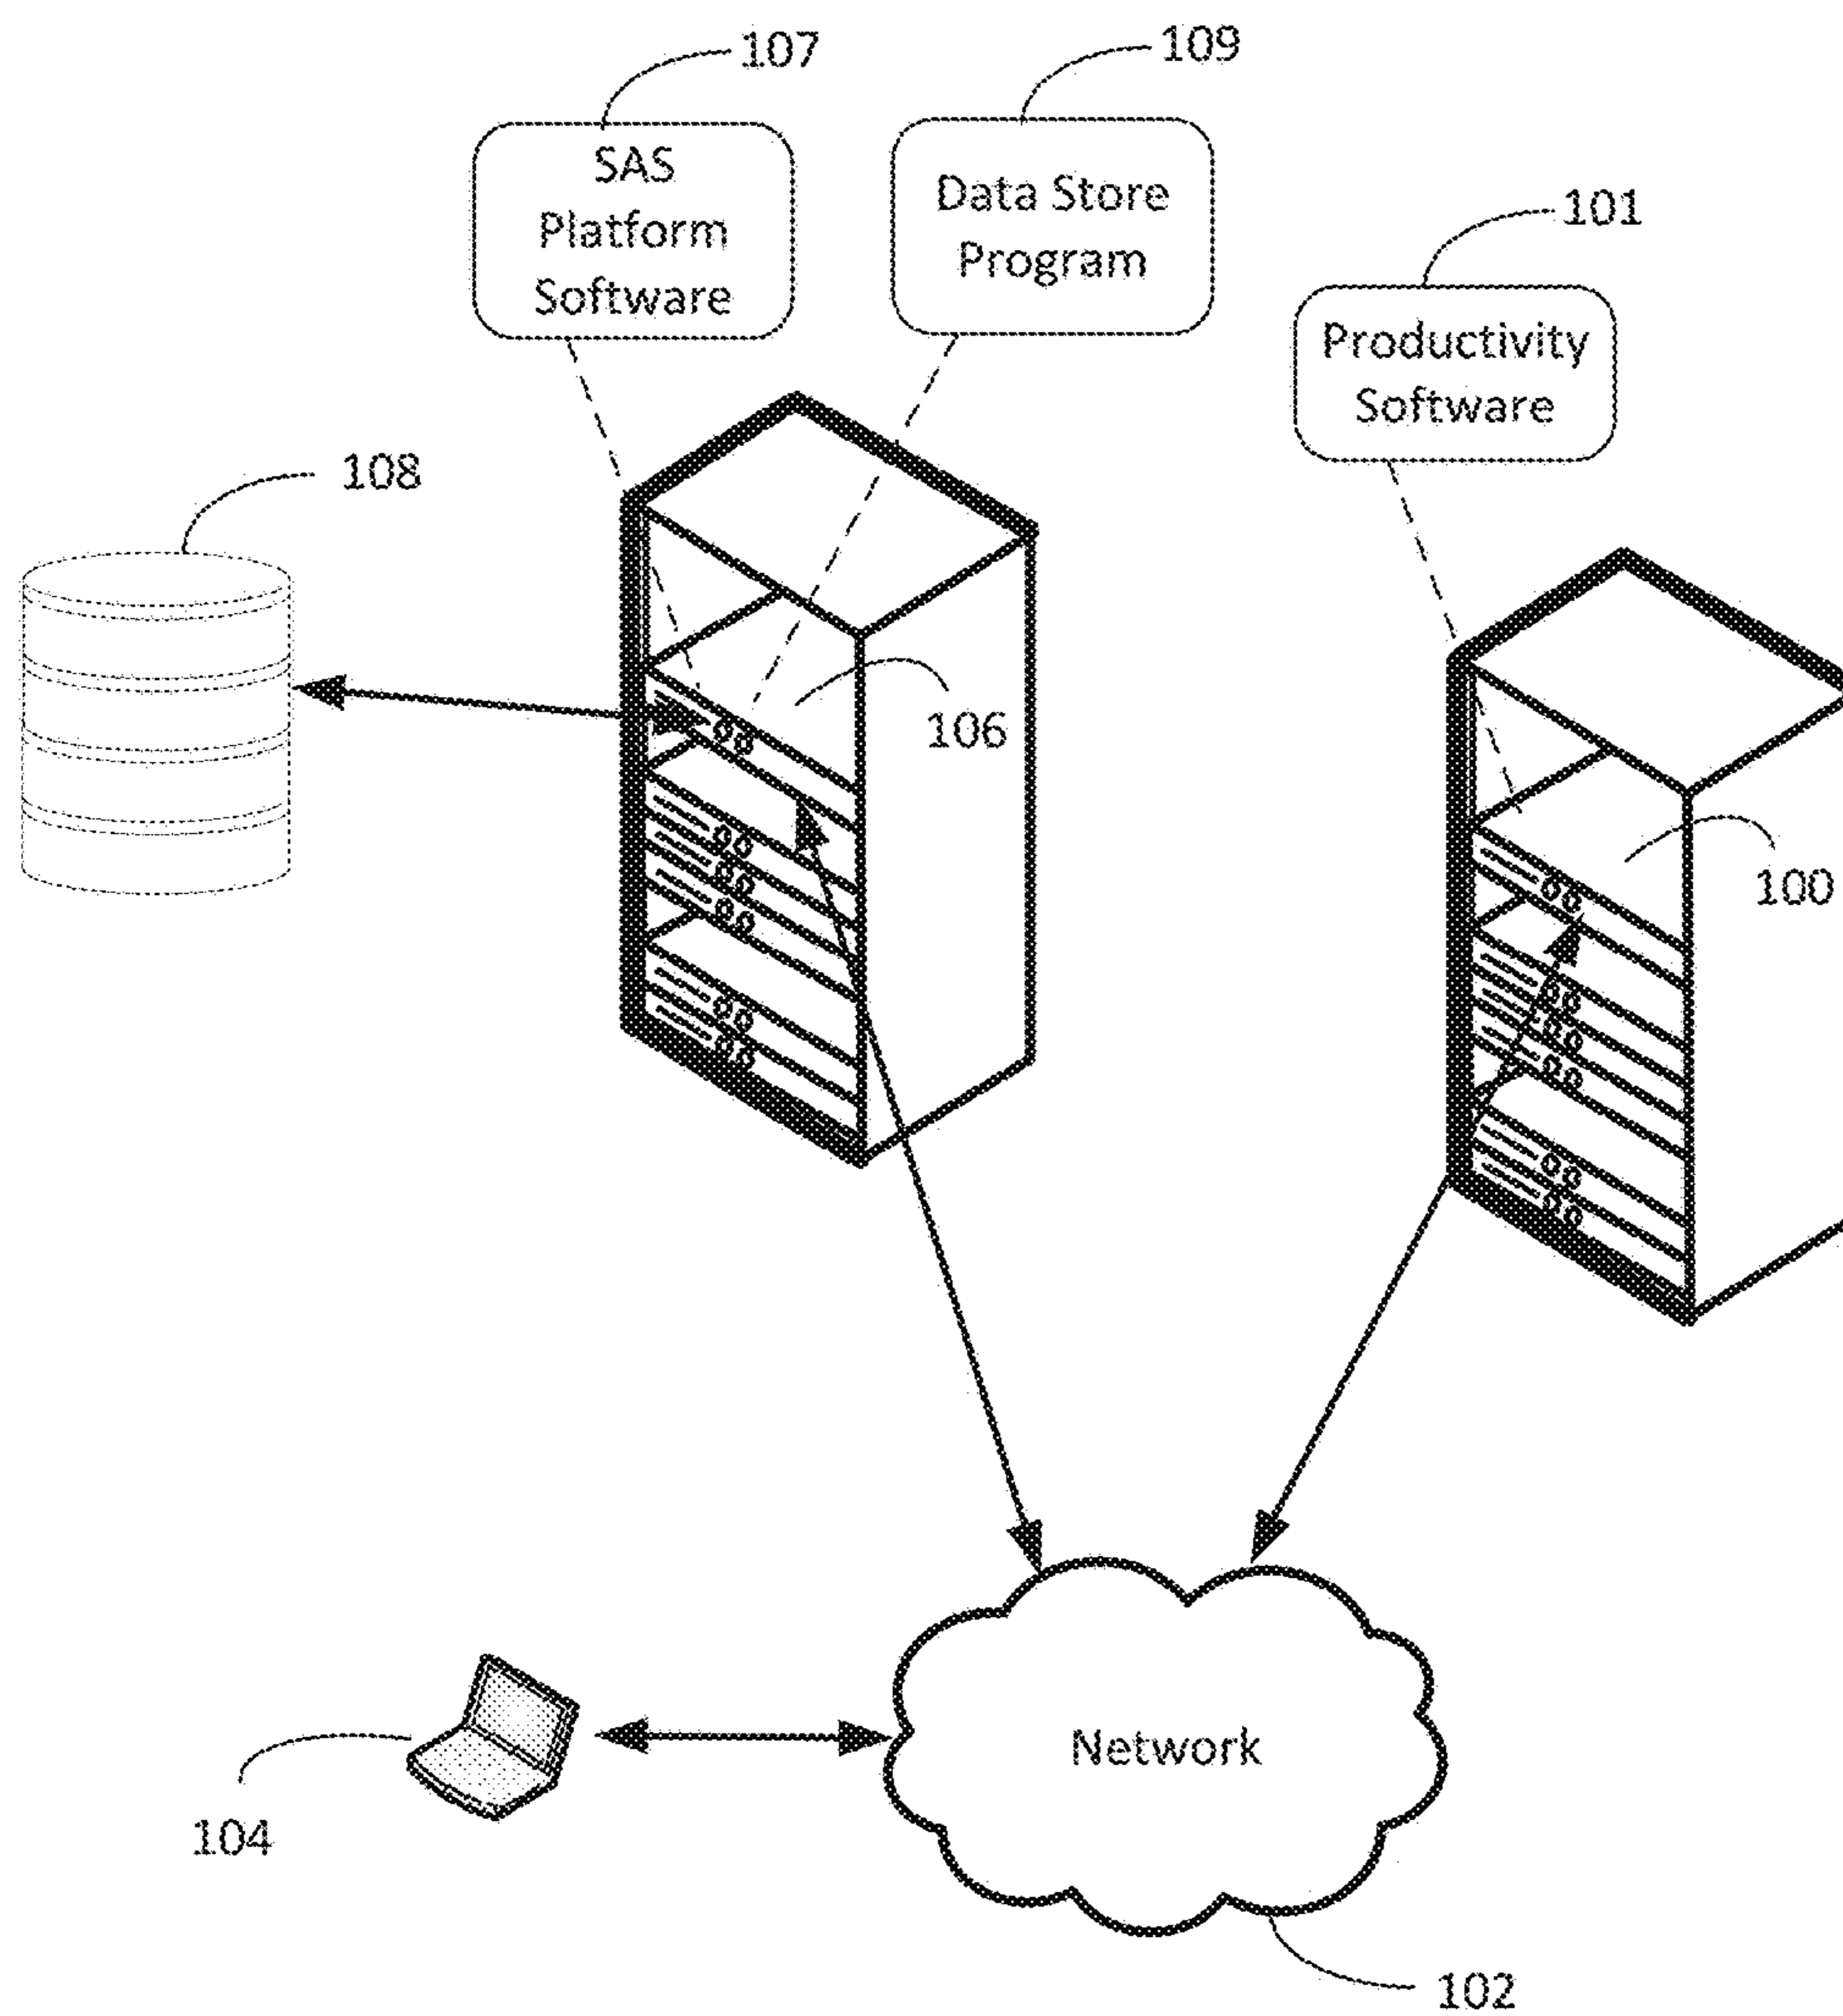 107
109
SAS
Platform
Software
Data Store
Program
101
Productivity
Software
108
106
100
Network
104
102